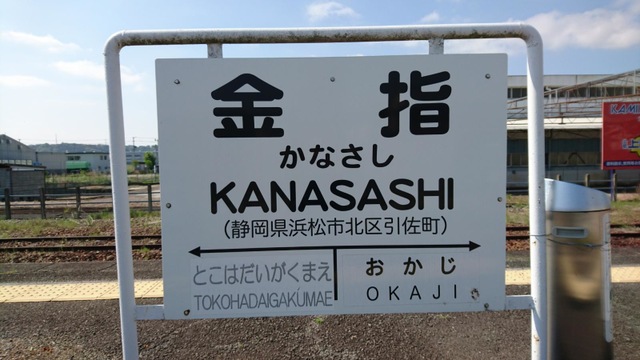 金指
かなさし
KANASASHI
(静岡県浜松市北区引佐町)
とこはだいがくまえ
TOKOHADAIGAKUMAE
おかじ
OKAJI